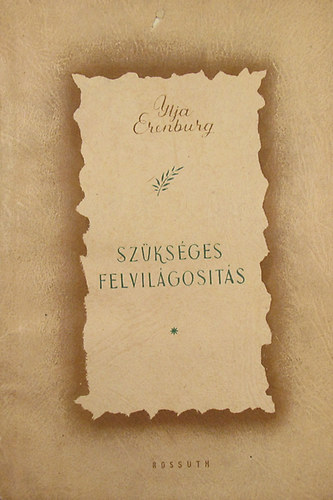 Ilja
Erenburg
SZÜKSÉGES
FELVILÁGOSITÁS
KOSSUTH